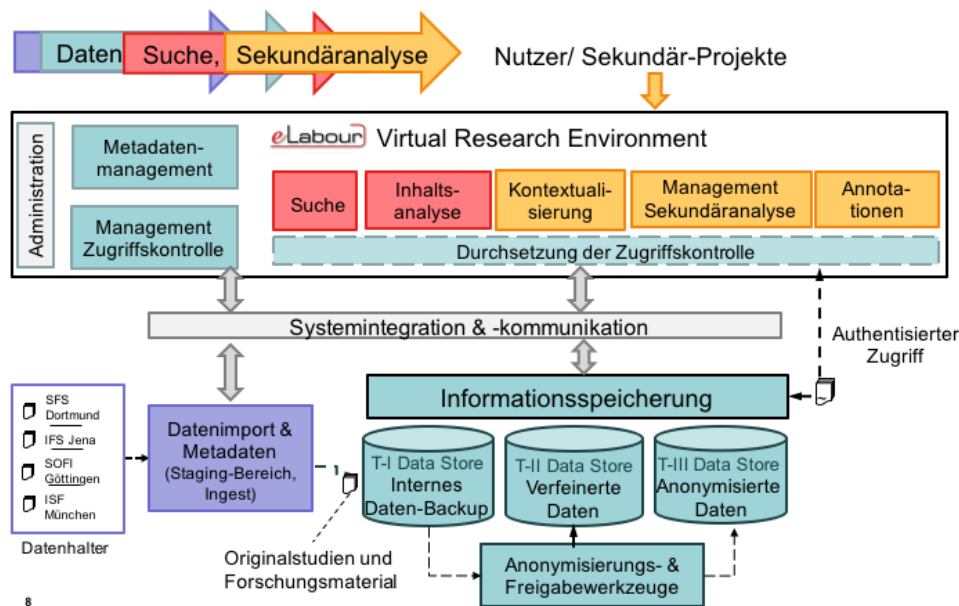 Daten
Suche,
Sekundäranalyse
Nutzer/ Sekundär-Projekte
Administration
Metadaten-
management
Management
Zugriffskontrolle
eLabour Virtual Research Environment
Suche
Inhalts-
analyse
Kontextuali-
sierung
Management
Sekundäranalyse
Annota-
tionen
Durchsetzung der Zugriffskontrolle
Systemintegration & -kommunikation
Authentisierter
Zugriff
SFS
Dortmund
IFS Jena
SOFI
Göttingen
ISF
München
Datenhalter
Datenimport &
Metadaten
(Staging-Bereich,
Ingest)
Originalstudien und
Forschungsmaterial
Informationsspeicherung
T-I Data Store
Internes
Daten-Backup
T-II Data Store
Verfeinerte
Daten
T-III Data Store
Anonymisierte
Daten
Anonymisierungs- &
Freigabewerkzeuge
8